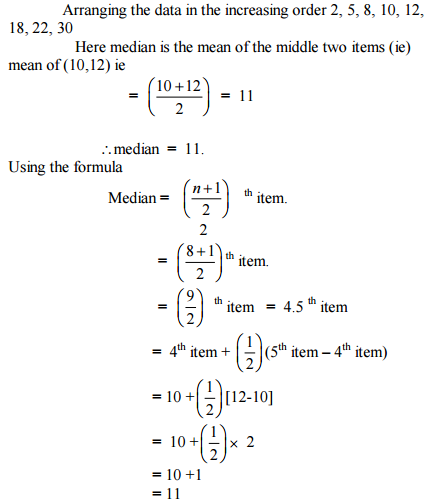 Arranging the data in the increasing order 2, 5, 8, 10, 12,
18, 22, 30
Here median is the mean of the middle two items (ie)
mean of (10,12) ie
= ((10+12)/2) = 11
∴median = 11.
Using the formula
Median = ((n+1)/2) th item.
2
= ((8+1)/2) th item.
= (9/2) th item = 4.5 th item
= 4th item + (1/2)(5th item – 4th item)
= 10 +(1/2)[12-10]
= 10 +(1/2)× 2
= 10 +1
= 11